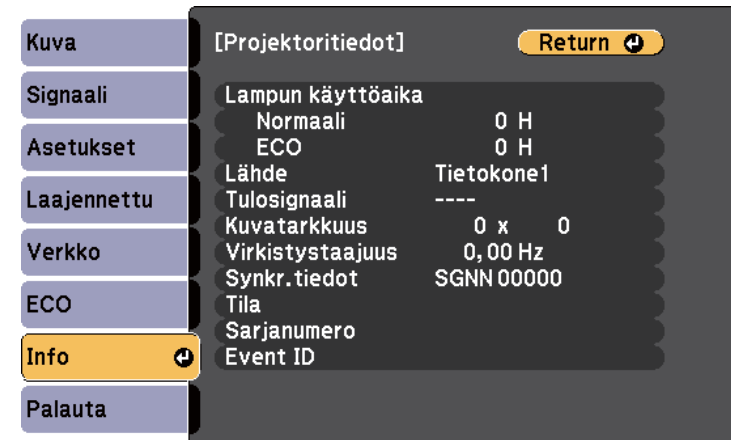 Kuva
Signaali
Asetukset
Laajennettu
Verkko
ECO
Info
Palauta
[Projektoritiedot] Return
Lampun käyttöaika
Normaali 0 H
ECO 0 H
Lähde Tietokone1
Tulosignaali ----
Kuvatarkkuus 0 x 0
Virkistystaajuus 0,00 Hz
Synkr.tiedot SGNN 00000
Tila
Sarjanumero
Event ID